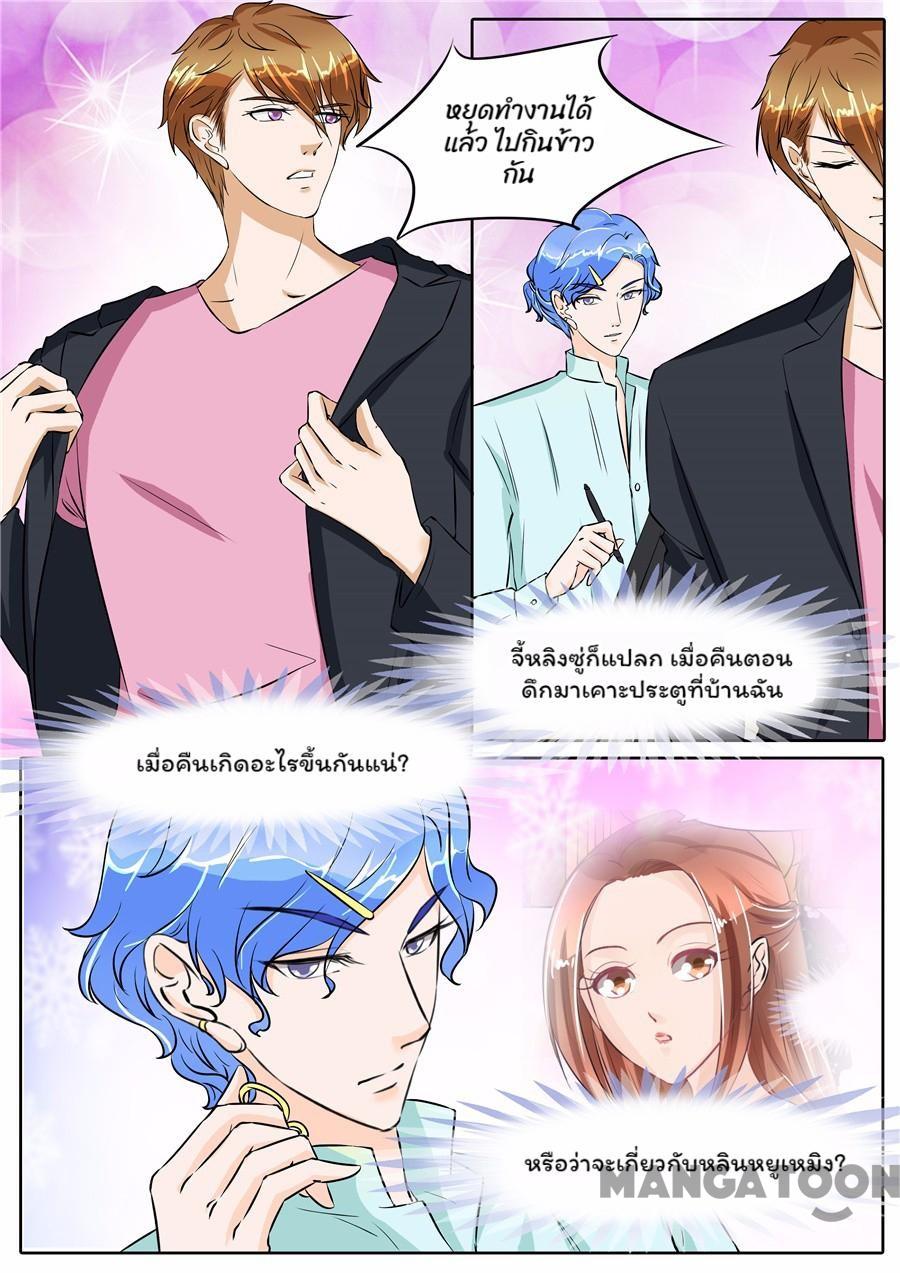 หยุดทำงานได้
แล้ว ไปกินข้าว
กัน
จี้หลิงซู่ก็แปลก เมื่อคืนตอน
ดึกมาเคาะประตูที่บ้านฉัน
เมื่อคืนเกิดอะไรขึ้นกันแน่?
หรือว่าจะเกี่ยวกับหลินหยูเหมิง?
MANGATOON